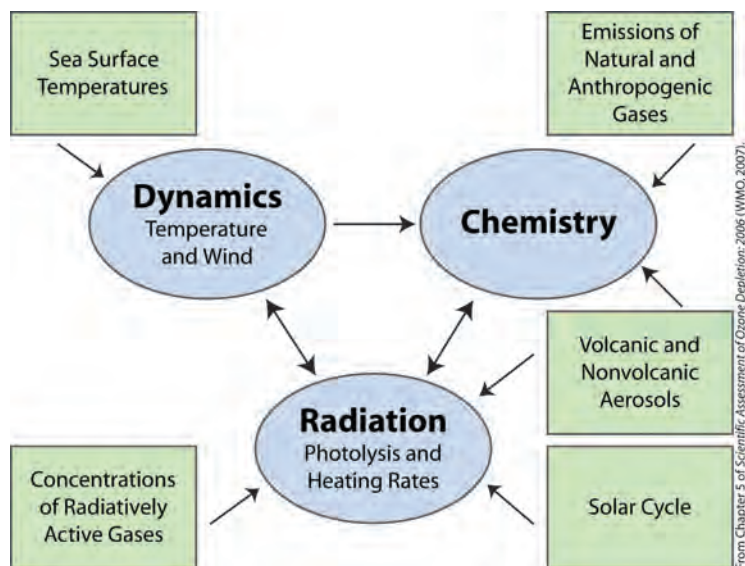 Sea Surface
Temperatures
Emissions of
Natural and
Anthropogenic
Gases
Dynamics
Temperature
and Wind
Chemistry
Volcanic and
Nonvolcanic
Aerosols
Radiation
Photolysis and
Heating Rates
Concentrations
of Radiatively
Active Gases
Solar Cycle
From Chapter 5 of Scientific Assessment of Ozone Depletion: 2006 (WMO, 2007).